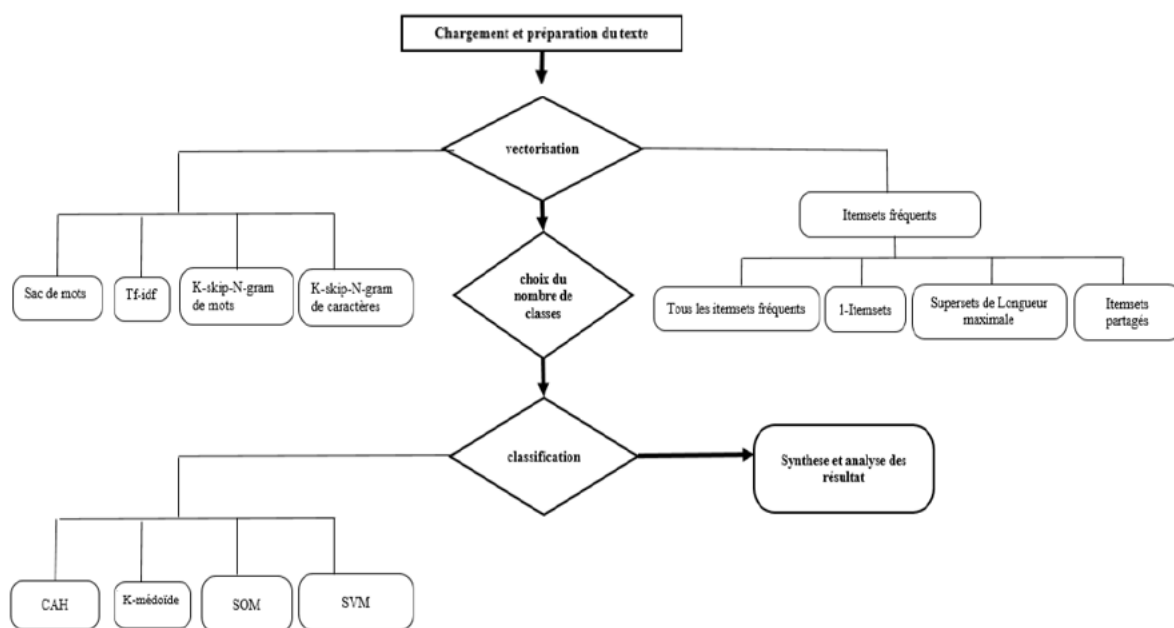 Chargement et préparation du texte
vectorisation
Itemsets fréquents
Sac de mots
Tf-idf
K-skip-N-gram
de mots
K-skip-N-gram
de caractères
choix du
nombre de
classes
Tous les itemsets fréquents
1-Itemsets
Supersets de Longueur
maximale
Itemsets
partagés
classification
Synthese et analyse des
résultat
CAH
K-médoïde
SOM
SVM